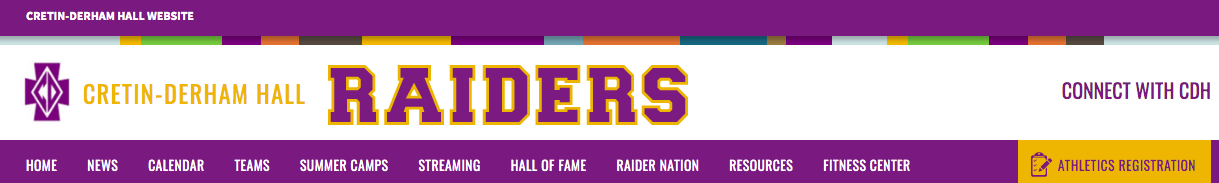 CRETIN-DERHAM HALL WEBSITE
CRETIN-DERHAM HALL RAIDERS CONNECT WITH CDH
HOME NEWS CALENDAR TEAMS SUMMER CAMPS STREAMING HALL OF FAME RAIDER NATION RESOURCES FITNESS CENTER ATHLETICS REGISTRATION